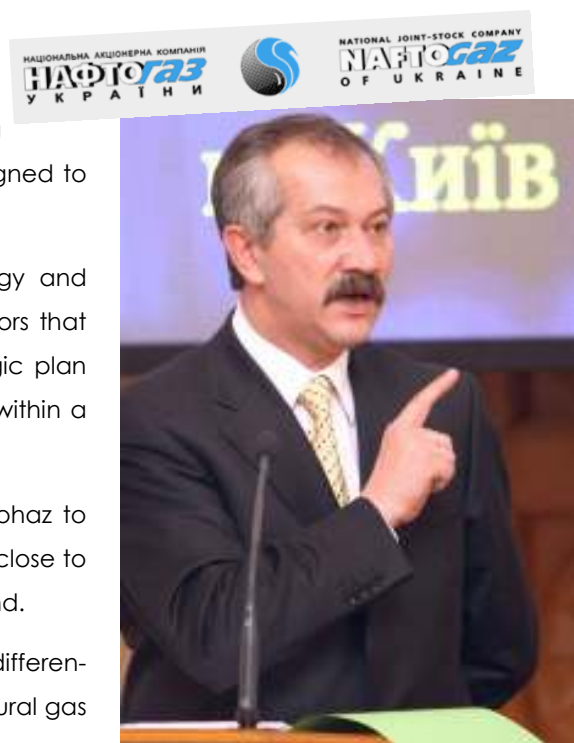 НАЦІОНАЛЬНА АКЦІОНЕРНА КОМПАНІЯ
НАФТОГАЗ
УКРАЇНИ
NATIONAL JOINT-STOCK COMPANY
NAFTOGAZ
OF UKRAINE
Київ
gned to
gy and
ors that
gic plan
within a
ohaz to
close to
nd.
differen-
ural gas